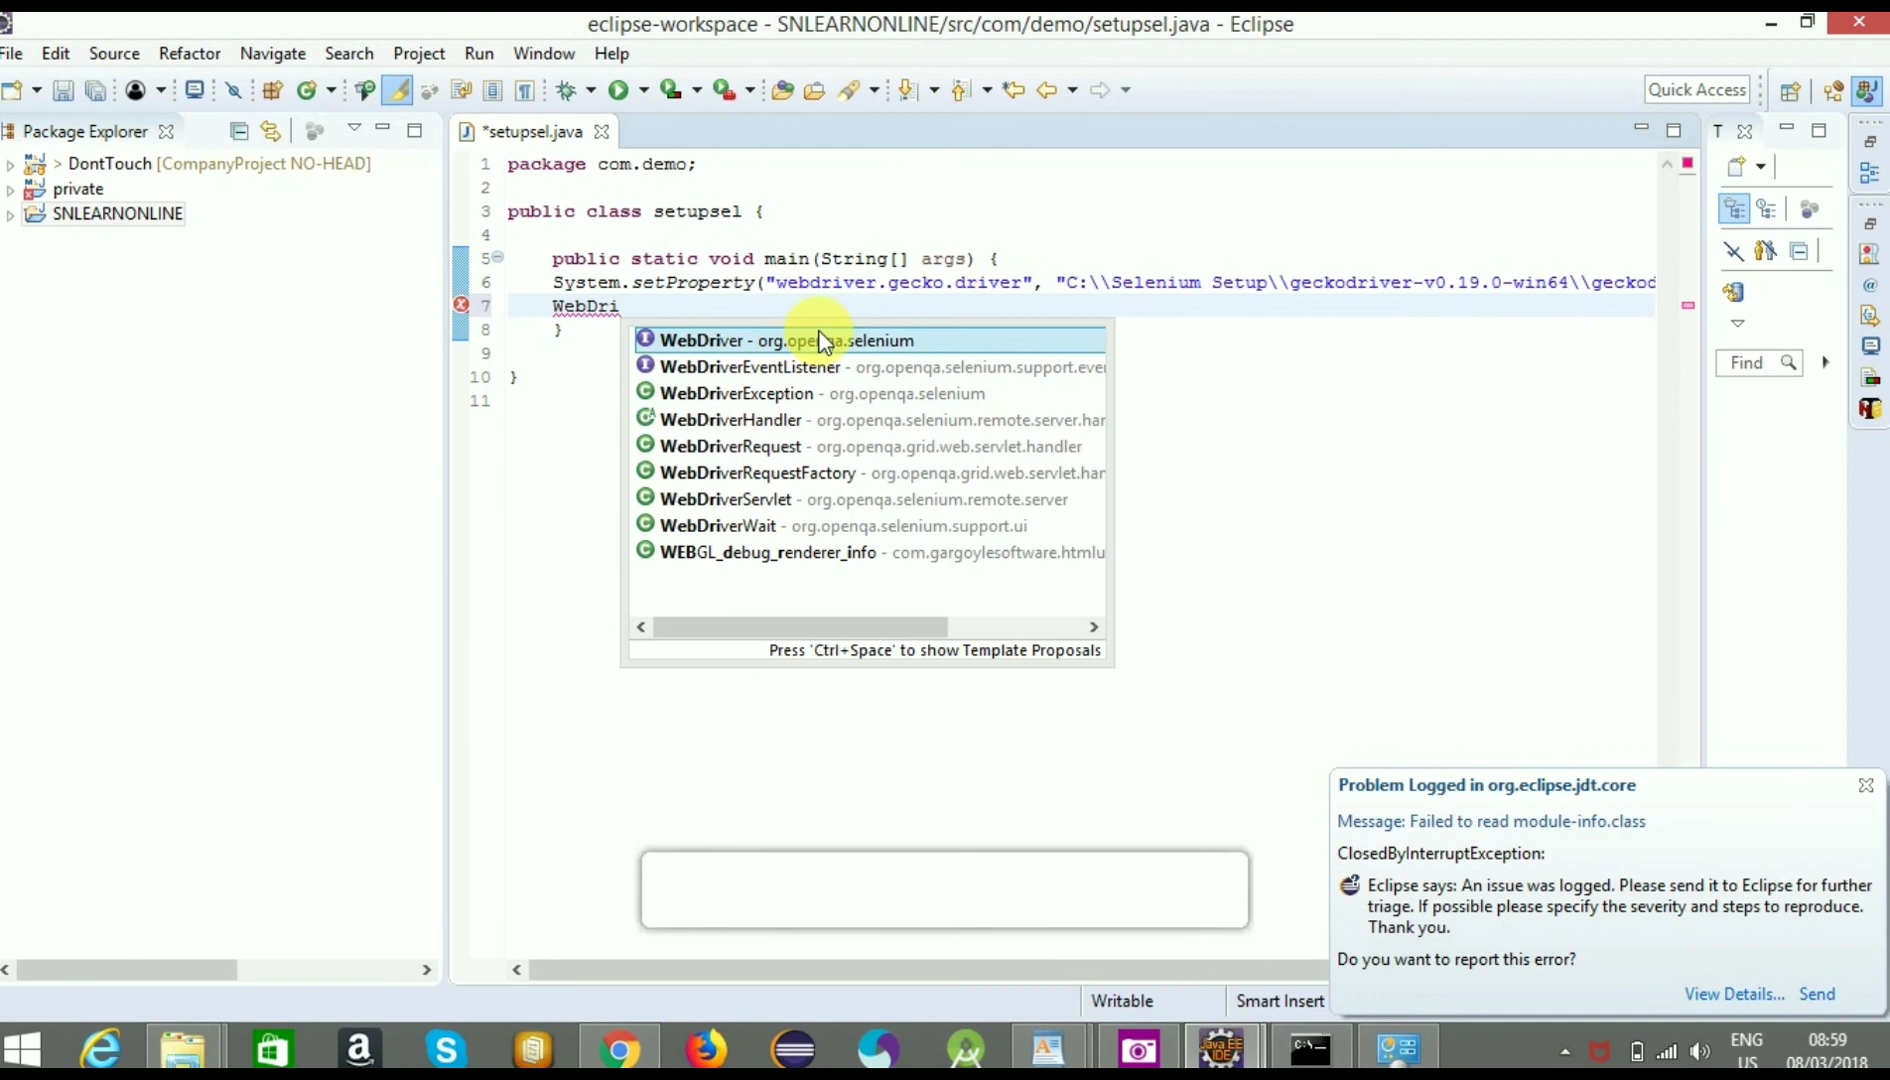 eclipse-workspace - SNLEARNONLINE/src/com/demo/setupsel.java - Eclipse
File Edit Source Refactor Navigate Search Project Run Window Help
Quick Access
Package Explorer
> DontTouch [CompanyProject NO-HEAD]
private
SNLEARNONLINE
*setupsel.java
1 package com.demo;
2
3 public class setupsel {
4
5 public static void main(String[] args) {
6 System.setProperty("webdriver.gecko.driver", "C:\\Selenium Setup\\geckodriver-v0.19.0-win64\\geckod
7 WebDri
8 }
9
10 }
11
WebDriver - org.openqa.selenium
WebDriverEventListener - org.openqa.selenium.support.eve
WebDriverException - org.openqa.selenium
WebDriverHandler - org.openqa.selenium.remote.server.har
WebDriverRequest - org.openqa.grid.web.servlet.handler
WebDriverRequestFactory - org.openqa.grid.web.servlet.har
WebDriverServlet - org.openqa.selenium.remote.server
WebDriverWait - org.openqa.selenium.support.ui
WEBGL_debug_renderer_info - com.gargoylesoftware.htmlu
Press 'Ctrl+Space' to show Template Proposals
T
Find
Problem Logged in org.eclipse.jdt.core
Message: Failed to read module-info.class
ClosedByInterruptException:
Eclipse says: An issue was logged. Please send it to Eclipse for further
triage. If possible please specify the severity and steps to reproduce.
Thank you.
Do you want to report this error?
View Details... Send
Writable
Smart Insert
Java EE
IDE
C:\_
ENG
US
08:59
08/03/2018